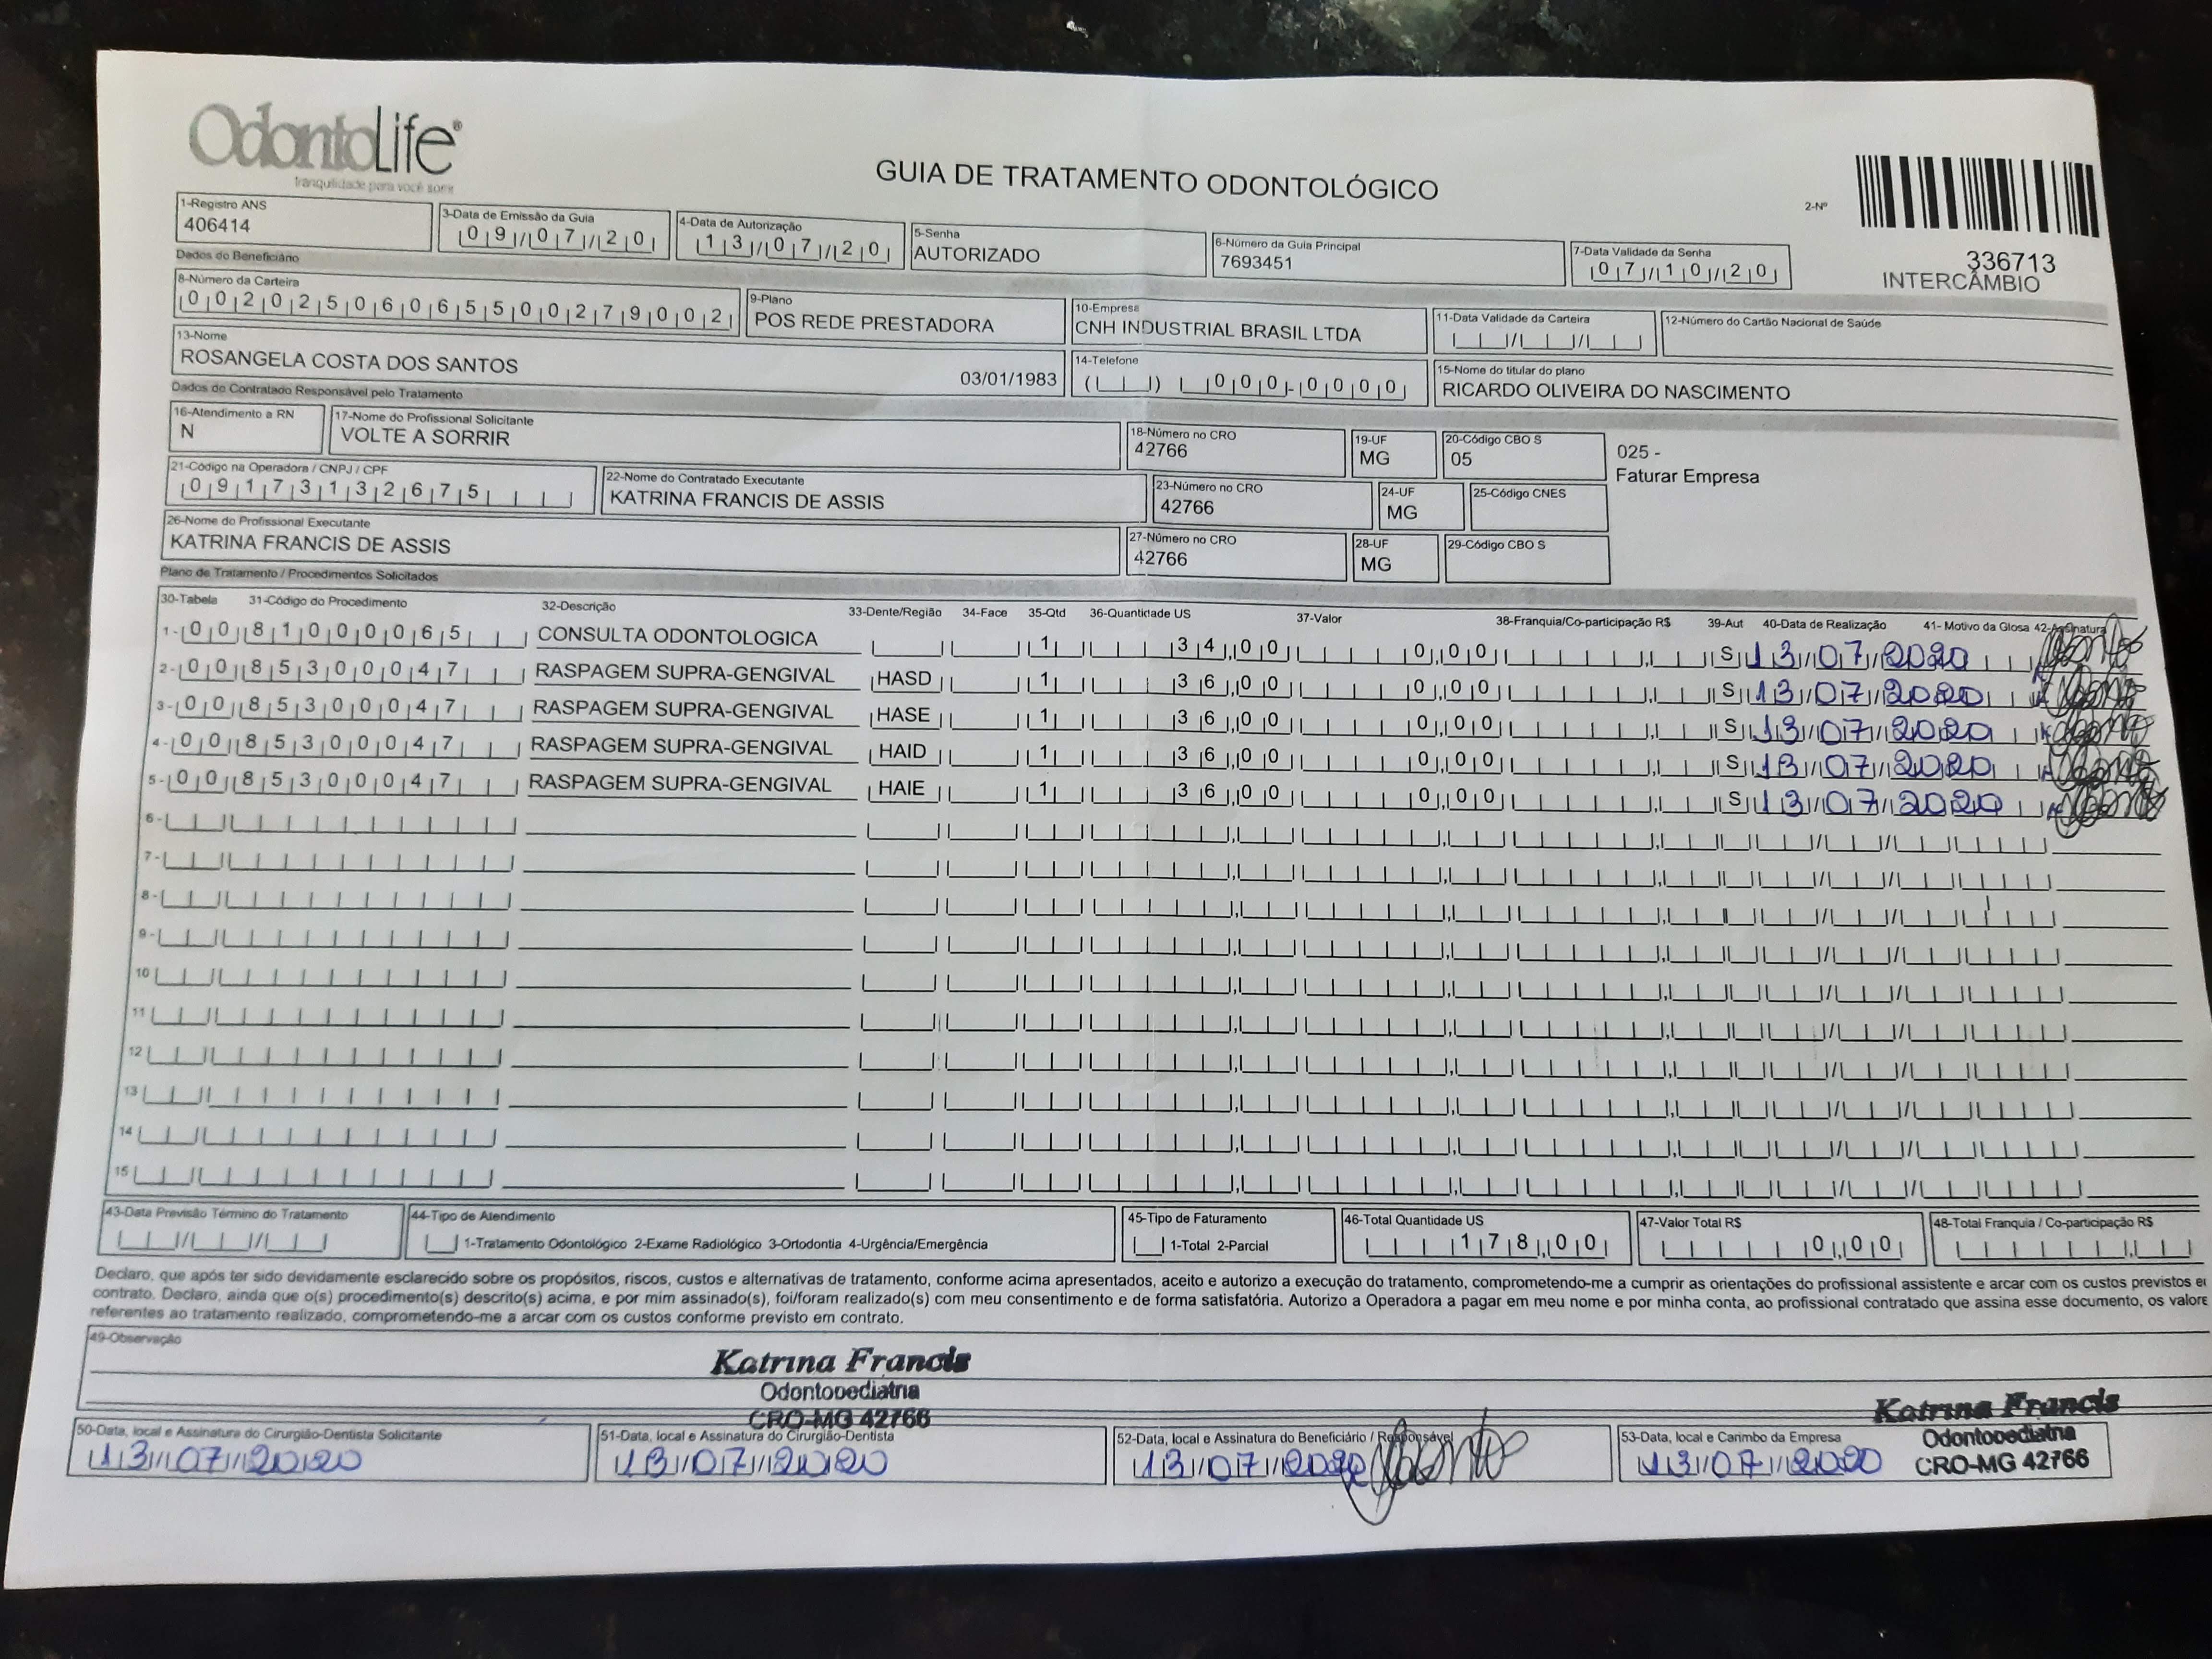 OdontoLife®
tranquilidade para você sorrir
GUIA DE TRATAMENTO ODONTOLÓGICO
2-Nº
336713
INTERCÂMBIO
1-Registro ANS
406414
3-Data de Emissão da Guia
09/07/20
4-Data de Autorização
13/07/20
5-Senha
AUTORIZADO
6-Número da Guia Principal
7693451
7-Data Validade da Senha
07/10/20
Dados do Beneficiário
8-Número da Carteira
00202506065500279002
9-Plano
POS REDE PRESTADORA
10-Empresa
CNH INDUSTRIAL BRASIL LTDA
11-Data Validade da Carteira
12-Número do Cartão Nacional de Saúde
13-Nome
ROSANGELA COSTA DOS SANTOS 03/01/1983
14-Telefone
( ) 000-0000
15-Nome do titular do plano
RICARDO OLIVEIRA DO NASCIMENTO
Dados do Contratado Responsável pelo Tratamento
16-Atendimento a RN
N
17-Nome do Profissional Solicitante
VOLTE A SORRIR
18-Número no CRO
42766
19-UF
MG
20-Código CBO S
05
025 -
Faturar Empresa
21-Código na Operadora / CNPJ / CPF
09173132675
22-Nome do Contratado Executante
KATRINA FRANCIS DE ASSIS
23-Número no CRO
42766
24-UF
MG
25-Código CNES
26-Nome do Profissional Executante
KATRINA FRANCIS DE ASSIS
27-Número no CRO
42766
28-UF
MG
29-Código CBO S
Plano de Tratamento / Procedimentos Solicitados
30-Tabela 31-Código do Procedimento 32-Descrição 33-Dente/Região 34-Face 35-Qtd 36-Quantidade US 37-Valor 38-Franquia/Co-participação R$ 39-Aut 40-Data de Realização 41- Motivo da Glosa 42-Assinatura
1-00 81000065 CONSULTA ODONTOLOGICA 1 34,00 0,00 S 13/07/2020
2-00 85300047 RASPAGEM SUPRA-GENGIVAL HASD 1 36,00 0,00 S 13/07/2020
3-00 85300047 RASPAGEM SUPRA-GENGIVAL HASE 1 36,00 0,00 S 13/07/2020
4-00 85300047 RASPAGEM SUPRA-GENGIVAL HAID 1 36,00 0,00 S 13/07/2020
5-00 85300047 RASPAGEM SUPRA-GENGIVAL HAIE 1 36,00 0,00 S 13/07/2020
6-
7-
8-
9-
10
11
12
13
14
15
43-Data Previsão Término do Tratamento
44-Tipo de Atendimento
1-Tratamento Odontológico 2-Exame Radiológico 3-Ortodontia 4-Urgência/Emergência
45-Tipo de Faturamento
1-Total 2-Parcial
46-Total Quantidade US
178,00
47-Valor Total R$
0,00
48-Total Franquia / Co-participação R$
Declaro, que após ter sido devidamente esclarecido sobre os propósitos, riscos, custos e alternativas de tratamento, conforme acima apresentados, aceito e autorizo a execução do tratamento, comprometendo-me a cumprir as orientações do profissional assistente e arcar com os custos previstos e
contrato. Declaro, ainda que o(s) procedimento(s) descrito(s) acima, e por mim assinado(s), foi/foram realizado(s) com meu consentimento e de forma satisfatória. Autorizo a Operadora a pagar em meu nome e por minha conta, ao profissional contratado que assina esse documento, os valore
referentes ao tratamento realizado, comprometendo-me a arcar com os custos conforme previsto em contrato.
49-Observação
Katrina Francis
Odontopediatria
CRO-MG 42766
50-Data, local e Assinatura do Cirurgião-Dentista Solicitante
13/07/2020
51-Data, local e Assinatura do Cirurgião-Dentista
13/07/2020
52-Data, local e Assinatura do Beneficiário / Responsável
13/07/2020
53-Data, local e Carimbo da Empresa
13/07/2020
Katrina Francis
Odontopediatria
CRO-MG 42766